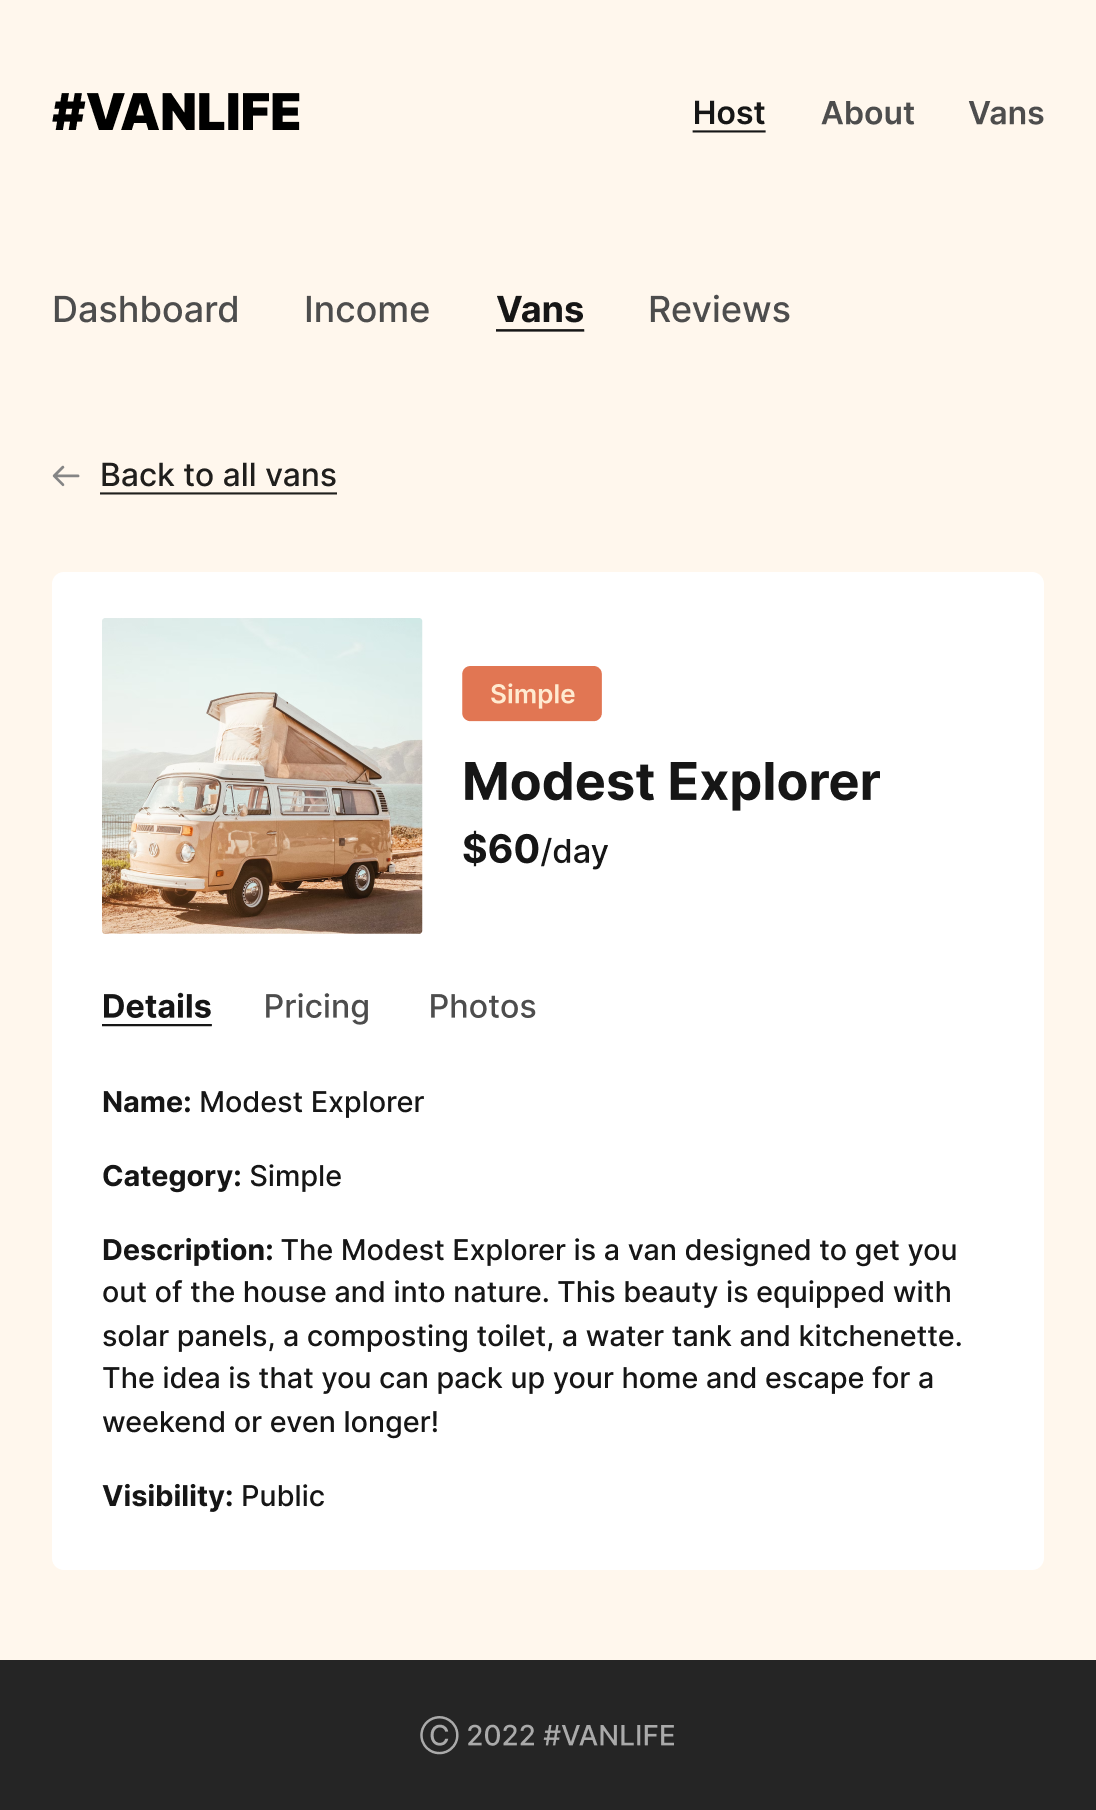 #VANLIFE
Host About Vans
Dashboard Income Vans Reviews
← Back to all vans
Simple
Modest Explorer
$60/day
Details Pricing Photos
Name: Modest Explorer
Category: Simple
Description: The Modest Explorer is a van designed to get you
out of the house and into nature. This beauty is equipped with
solar panels, a composting toilet, a water tank and kitchenette.
The idea is that you can pack up your home and escape for a
weekend or even longer!
Visibility: Public
Ⓒ 2022 #VANLIFE